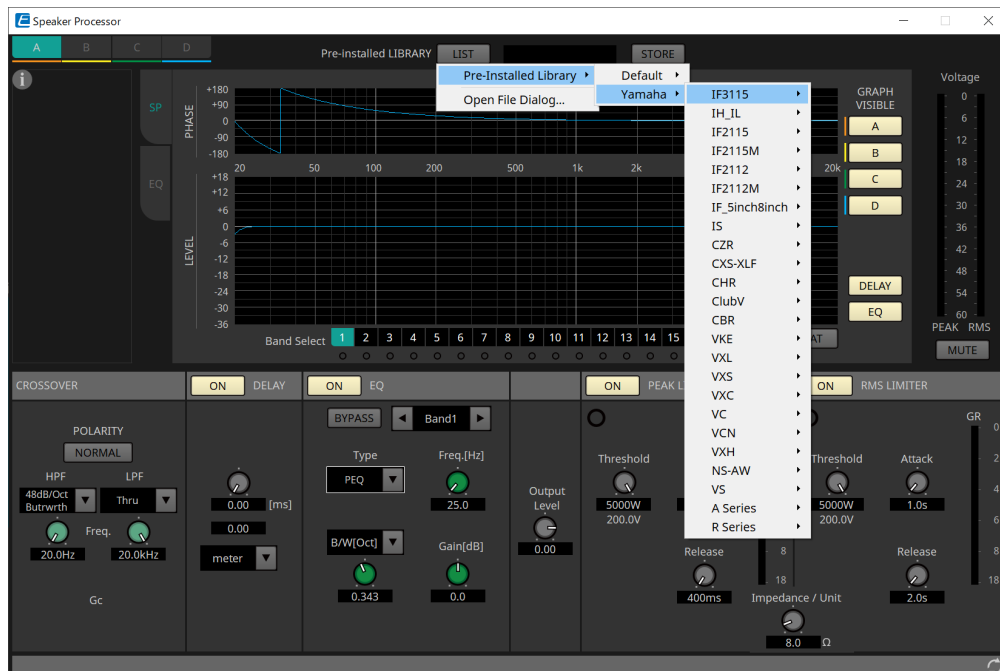 Speaker Processor
A B C D
Pre-installed LIBRARY LIST STORE
Pre-Installed Library
Open File Dialog...
Default
Yamaha
IF3115
IH_IL
IF2115
IF2115M
IF2112
IF2112M
IF_5inch8inch
IS
CZR
CXS-XLF
CHR
ClubV
CBR
VKE
VXL
VXS
VXC
VC
VCN
VXH
NS-AW
VS
A Series
R Series
SP
EQ
PHASE
+180
+90
0
-90
-180
20 50 100 200 500 1k 2k 20k
LEVEL
+18
+12
+6
0
-6
-12
-18
-24
-30
-36
Band Select 1 2 3 4 5 6 7 8 9 10 11 12 13 14 15
GRAPH
VISIBLE
A
B
C
D
DELAY
EQ
Voltage
0
6
12
18
24
30
36
42
48
54
60
PEAK RMS
MUTE
CROSSOVER
POLARITY
NORMAL
HPF LPF
48dB/Oct
Butrwrth
Thru
Freq.
20.0Hz 20.0kHz
Gc
ON DELAY
0.00 [ms]
0.00
meter
ON EQ
BYPASS Band1
Type Freq.[Hz]
PEQ
25.0
B/W[Oct] Gain[dB]
0.343 0.0
Output
Level
0.00
ON PEAK
Threshold
5000W
200.0V
Release
400ms
8
18
Impedance / Unit
8.0 Ω
ON RMS LIMITER
Threshold Attack
5000W 1.0s
200.0V
Release
2.0s
GR
0
2
4
6
8
18